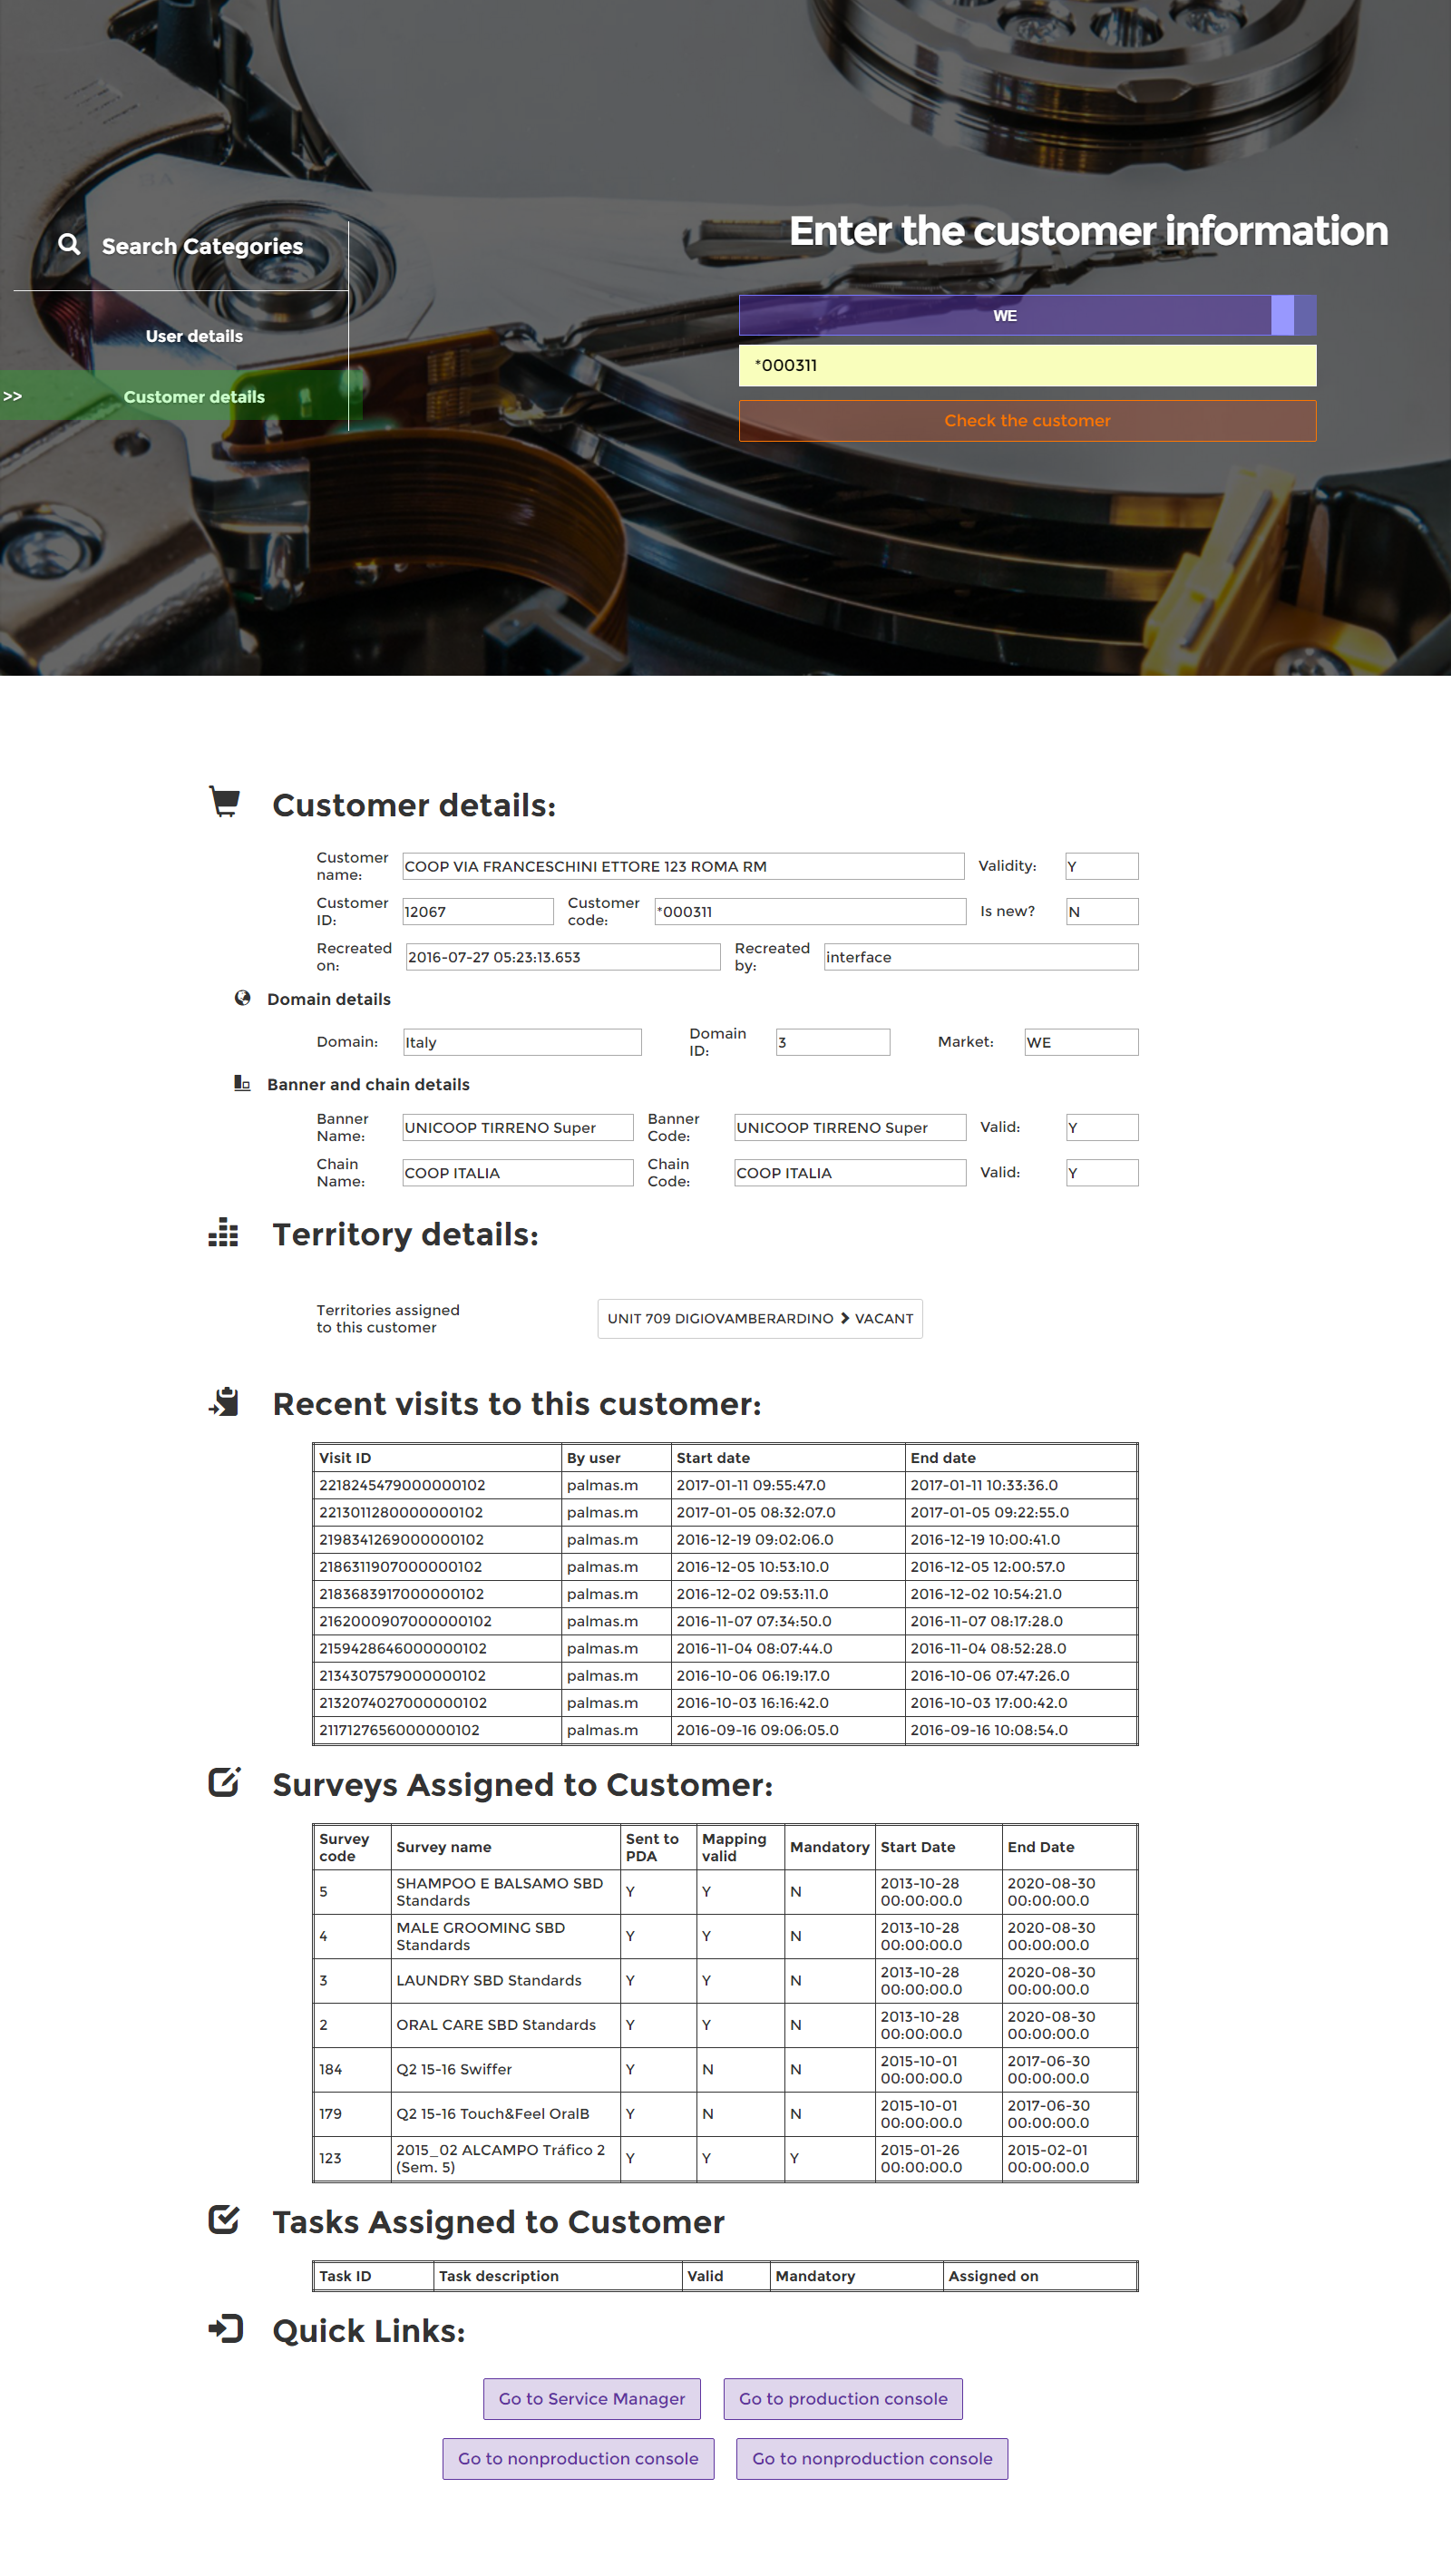 Search Categories
User details
>> Customer details
Enter the customer information
WE
*000311
Check the customer
Customer details:
Customer name: COOP VIA FRANCESCHINI ETTORE 123 ROMA RM Validity: Y
Customer ID: 12067 Customer code: *000311 Is new? N
Recreated on: 2016-07-27 05:23:13.653 Recreated by: interface
Domain details
Domain: Italy Domain ID: 3 Market: WE
Banner and chain details
Banner Name: UNICOOP TIRRENO Super Banner Code: UNICOOP TIRRENO Super Valid: Y
Chain Name: COOP ITALIA Chain Code: COOP ITALIA Valid: Y
Territory details:
Territories assigned to this customer UNIT 709 DIGIOVAMBERARDINO > VACANT
Recent visits to this customer:
Visit ID By user Start date End date
2218245479000000102 palmas.m 2017-01-11 09:55:47.0 2017-01-11 10:33:36.0
2213011280000000102 palmas.m 2017-01-05 08:32:07.0 2017-01-05 09:22:55.0
2198341269000000102 palmas.m 2016-12-19 09:02:06.0 2016-12-19 10:00:41.0
2186311907000000102 palmas.m 2016-12-05 10:53:10.0 2016-12-05 12:00:57.0
2183683917000000102 palmas.m 2016-12-02 09:53:11.0 2016-12-02 10:54:21.0
2162000907000000102 palmas.m 2016-11-07 07:34:50.0 2016-11-07 08:17:28.0
2159428646000000102 palmas.m 2016-11-04 08:07:44.0 2016-11-04 08:52:28.0
2134307579000000102 palmas.m 2016-10-06 06:19:17.0 2016-10-06 07:47:26.0
2132074027000000102 palmas.m 2016-10-03 16:16:42.0 2016-10-03 17:00:42.0
2117127656000000102 palmas.m 2016-09-16 09:06:05.0 2016-09-16 10:08:54.0
Surveys Assigned to Customer:
Survey code Survey name Sent to PDA Mapping valid Mandatory Start Date End Date
5 SHAMPOO E BALSAMO SBD Standards Y Y N 2013-10-28 00:00:00.0 2020-08-30 00:00:00.0
4 MALE GROOMING SBD Standards Y Y N 2013-10-28 00:00:00.0 2020-08-30 00:00:00.0
3 LAUNDRY SBD Standards Y Y N 2013-10-28 00:00:00.0 2020-08-30 00:00:00.0
2 ORAL CARE SBD Standards Y Y N 2013-10-28 00:00:00.0 2020-08-30 00:00:00.0
184 Q2 15-16 Swiffer Y N N 2015-10-01 00:00:00.0 2017-06-30 00:00:00.0
179 Q2 15-16 Touch&Feel OralB Y N N 2015-10-01 00:00:00.0 2017-06-30 00:00:00.0
123 2015_02 ALCAMPO Tráfico 2 (Sem. 5) Y Y Y 2015-01-26 00:00:00.0 2015-02-01 00:00:00.0
Tasks Assigned to Customer
Task ID Task description Valid Mandatory Assigned on
Quick Links:
Go to Service Manager Go to production console
Go to nonproduction console Go to nonproduction console